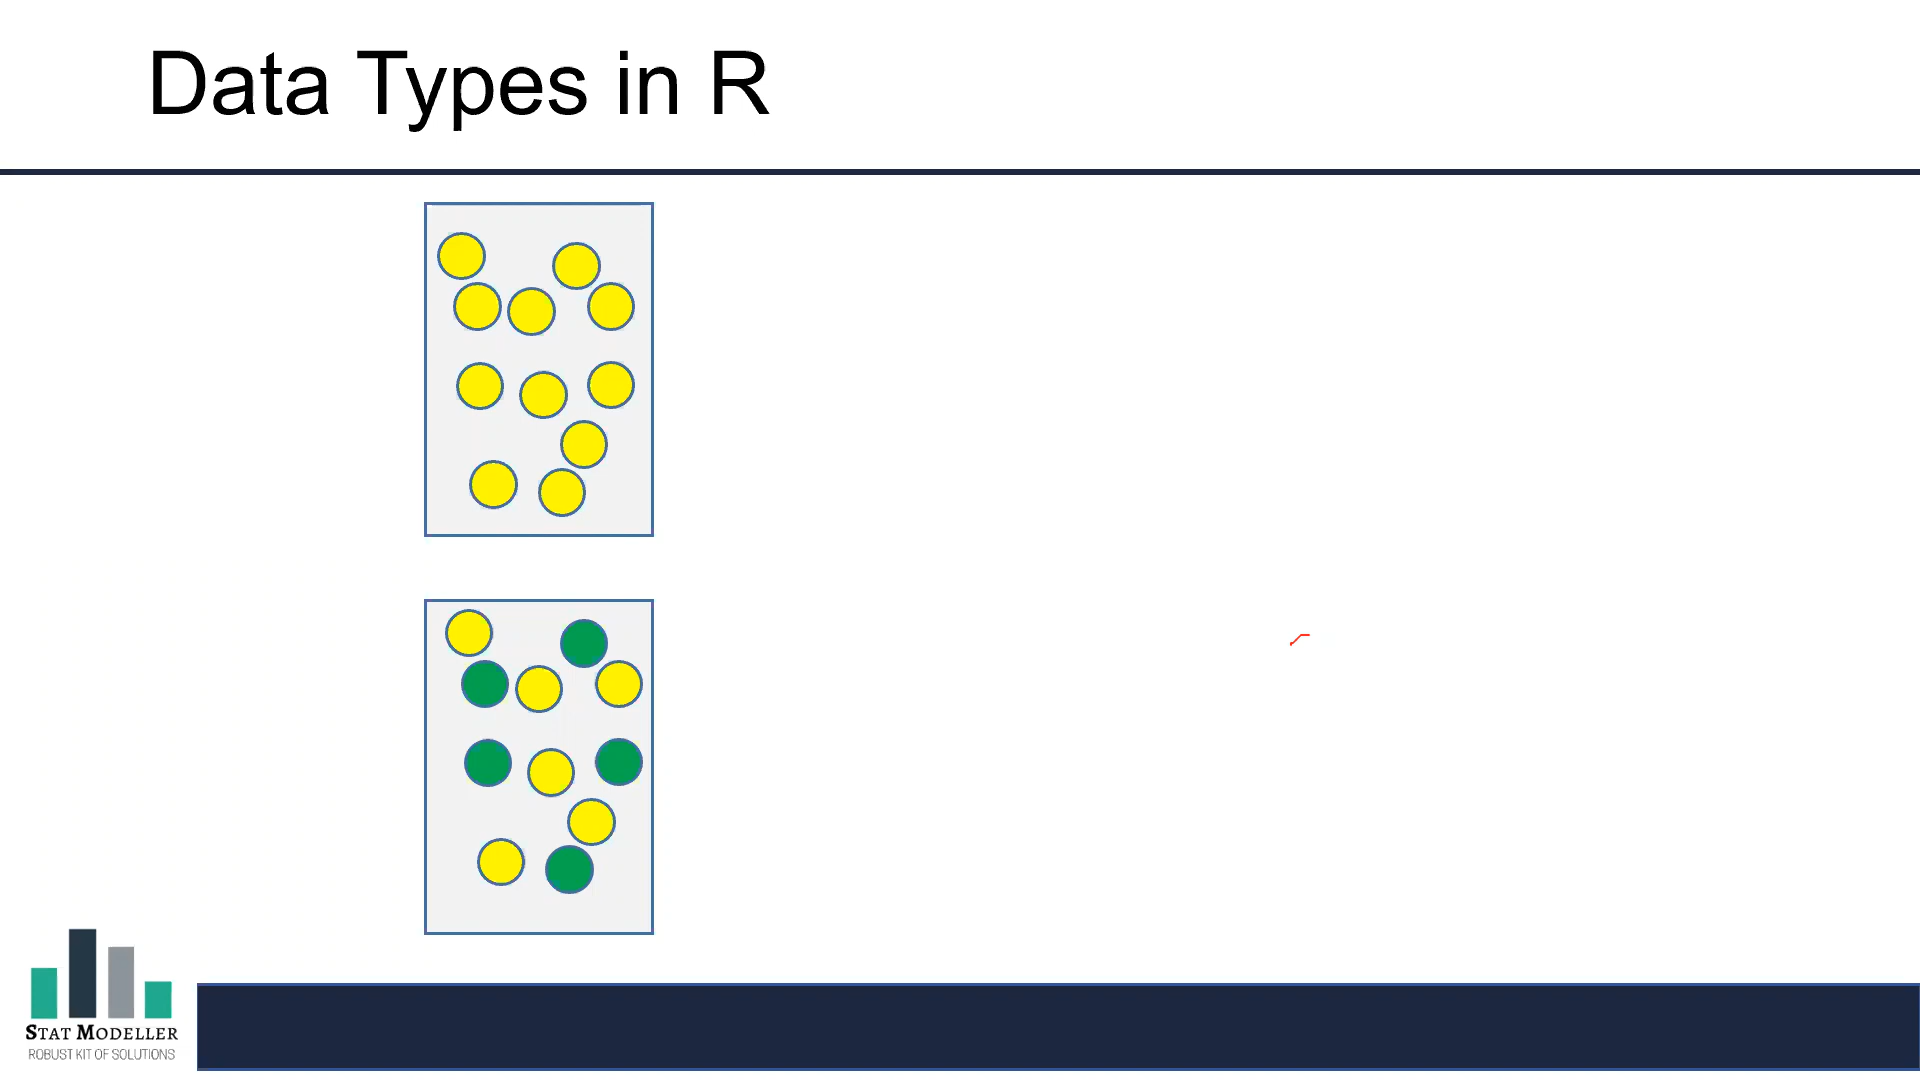 Data Types in R
STAT MODELLER
ROBUST KIT OF SOLUTIONS